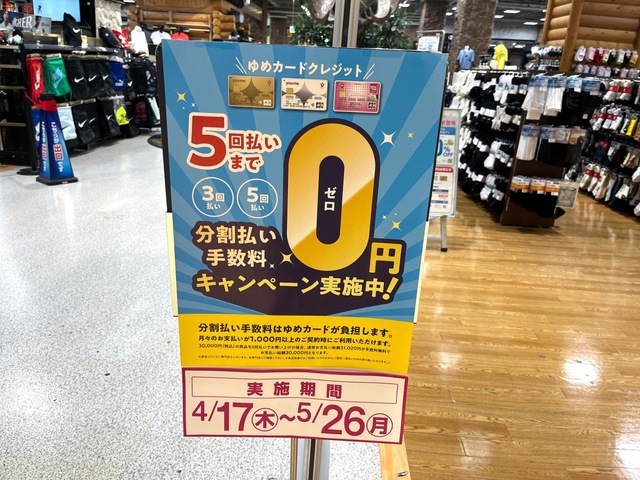 ゆめカードクレジット
5回払い
まで
3回
払い
5回
払い
0
ゼロ
円
分割払い
手数料
キャンペーン実施中!
分割払い手数料はゆめカードが負担します。
月々のお支払いが1,000円以上のご契約時にご利用いただけます。
実施期間
4/17木~5/26月